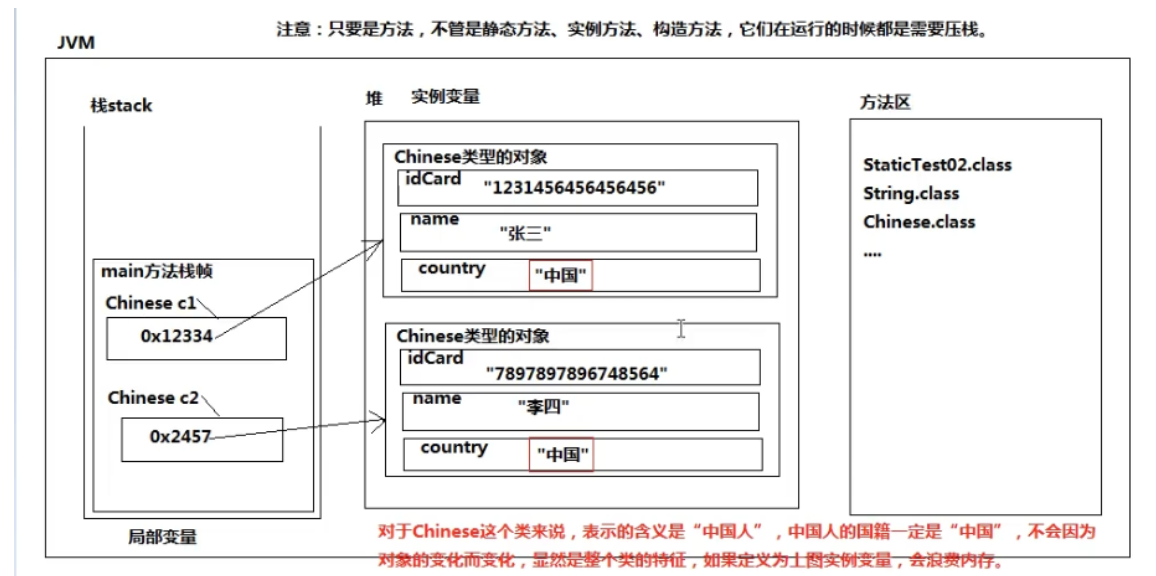 注意：只要是方法，不管是静态方法、实例方法、构造方法，它们在运行的时候都是需要压栈。
JVM
栈stack
堆 实例变量
方法区
Chinese类型的对象
idCard "1231456456456456"
name "张三"
country "中国"
StaticTest02.class
String.class
Chinese.class
....
main方法栈帧
Chinese c1
0x12334
Chinese c2
0x2457
Chinese类型的对象
idCard "7897897896748564"
name "李四"
country "中国"
局部变量
对于Chinese这个类来说，表示的含义是“中国人”，中国人的国籍一定是“中国”，不会因为
对象的变化而变化，显然是整个类的特征，如果定义为上图实例变量，会浪费内存。